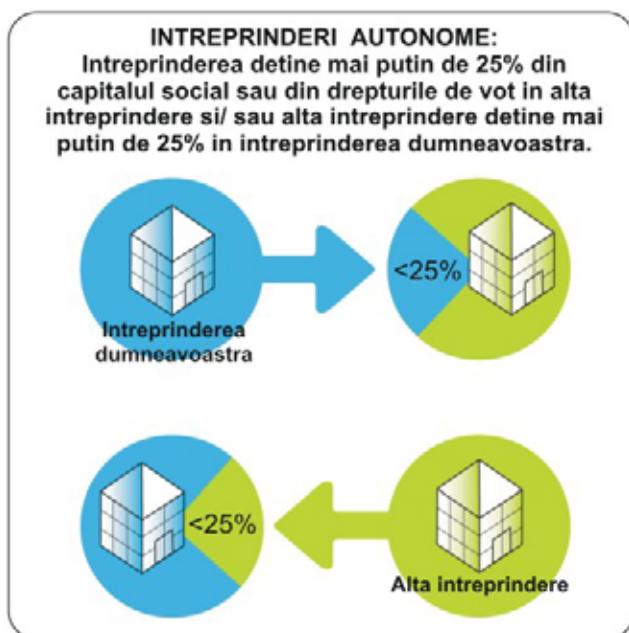 INTREPRINDERI AUTONOME:
Intreprinderea detine mai putin de 25% din
capitalul social sau din drepturile de vot in alta
intreprindere si/ sau alta intreprindere detine mai
putin de 25% in intreprinderea dumneavoastra.
<25%
Intreprinderea
dumneavoastra
<25%
Alta intreprindere